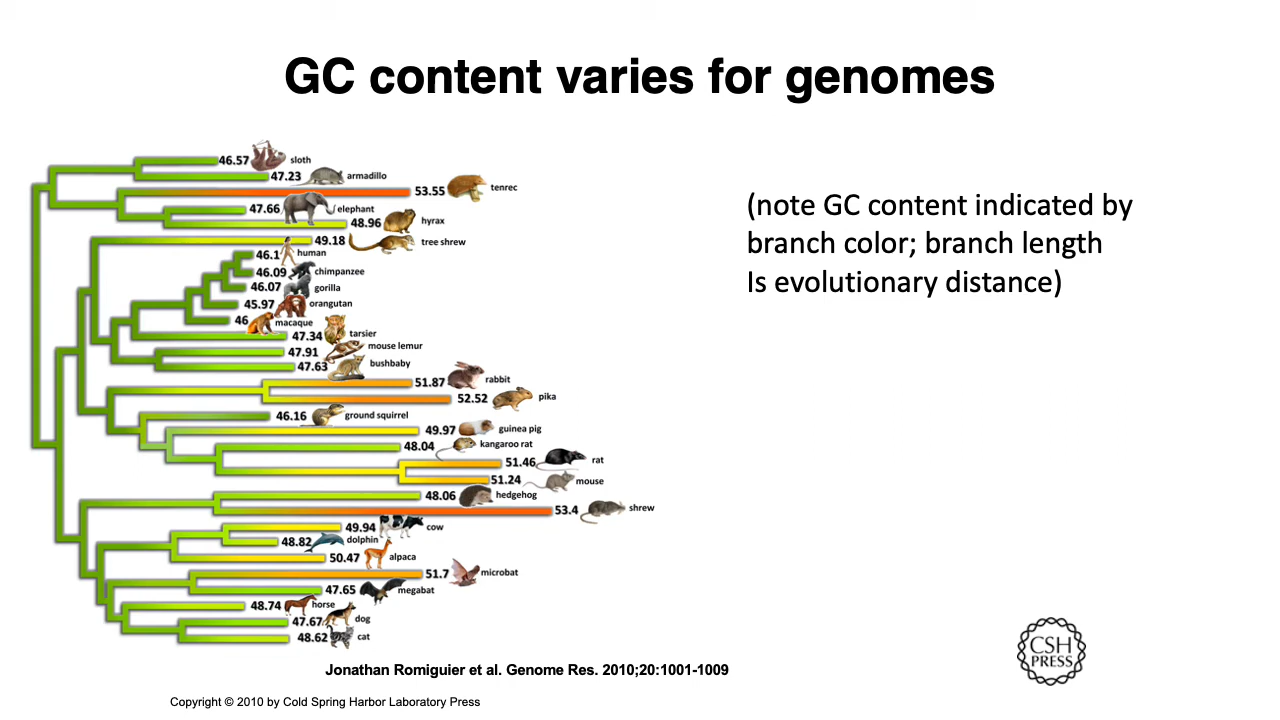 GC content varies for genomes
46.57 sloth
47.23 armadillo
53.55 tenrec
47.66 elephant
48.96 hyrax
49.18 tree shrew
46.1 human
46.09 chimpanzee
46.07 gorilla
45.97 orangutan
46 macaque
47.34 tarsier
47.91 mouse lemur
47.63 bushbaby
51.87 rabbit
52.52 pika
46.16 ground squirrel
49.97 guinea pig
48.04 kangaroo rat
51.46 rat
51.24 mouse
48.06 hedgehog
53.4 shrew
49.94 cow
48.82 dolphin
50.47 alpaca
51.7 microbat
47.65 megabat
48.74 horse
47.67 dog
48.62 cat
(note GC content indicated by
branch color; branch length
Is evolutionary distance)
Jonathan Romiguier et al. Genome Res. 2010;20:1001-1009
Copyright © 2010 by Cold Spring Harbor Laboratory Press
CSH
PRESS